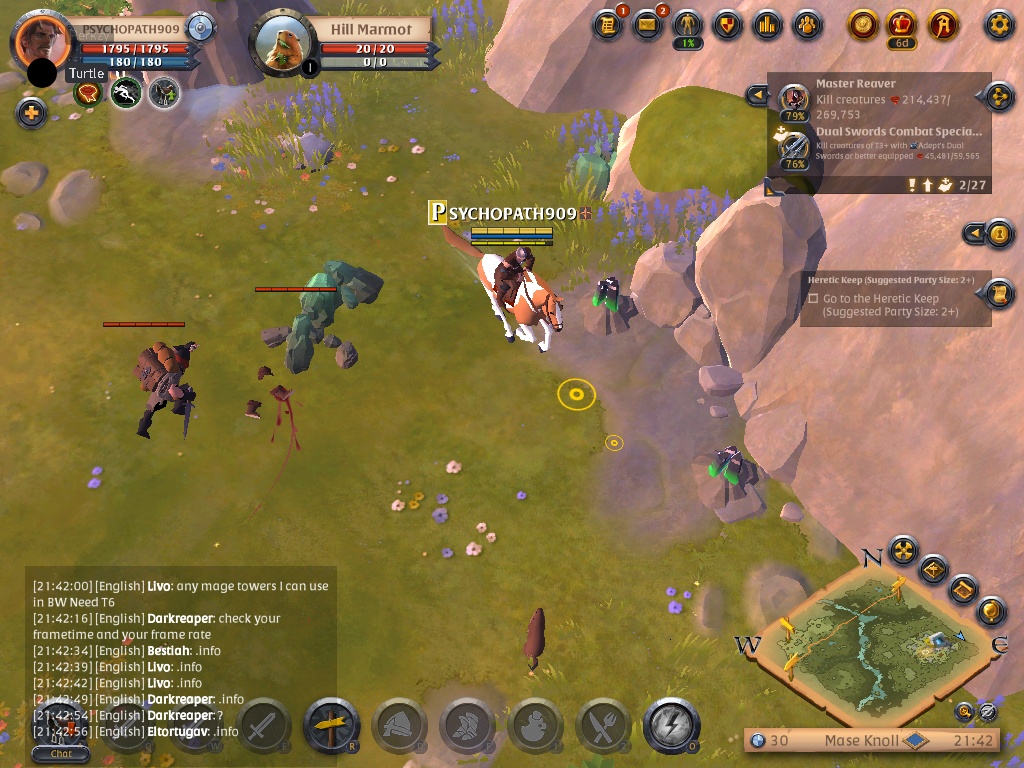 PSYCHOPATH909
1795/1795
180/180
Turtle
Hill Marmot
20/20
0/0
I
1
2
1%
6d
Master Reaver
Kill creatures 214,437/
269,753
79%
Dual Swords Combat Specia...
Kill creatures of T3+ with Adept's Dual
Swords or better equipped 45,481/59,565
76%
2/27
PSYCHOPATH909
Heretic Keep (Suggested Party Size: 2+)
Go to the Heretic Keep
(Suggested Party Size: 2+)
[21:42:00] [English] Livo: any mage towers I can use
in BW Need T6
[21:42:16] [English] Darkreaper: check your
frametime and your frame rate
[21:42:34] [English] Bestiah: .info
[21:42:39] [English] Livo: .info
[21:42:42] [English] Livo: .info
[21:42:49] [English] Darkreaper: .info
[21:42:54] [English] Darkreaper: ?
[21:42:56] [English] Eltortugav: .info
Chat
Q
W
E
R
O
N
W
E
30
Mase Knoll
21:42